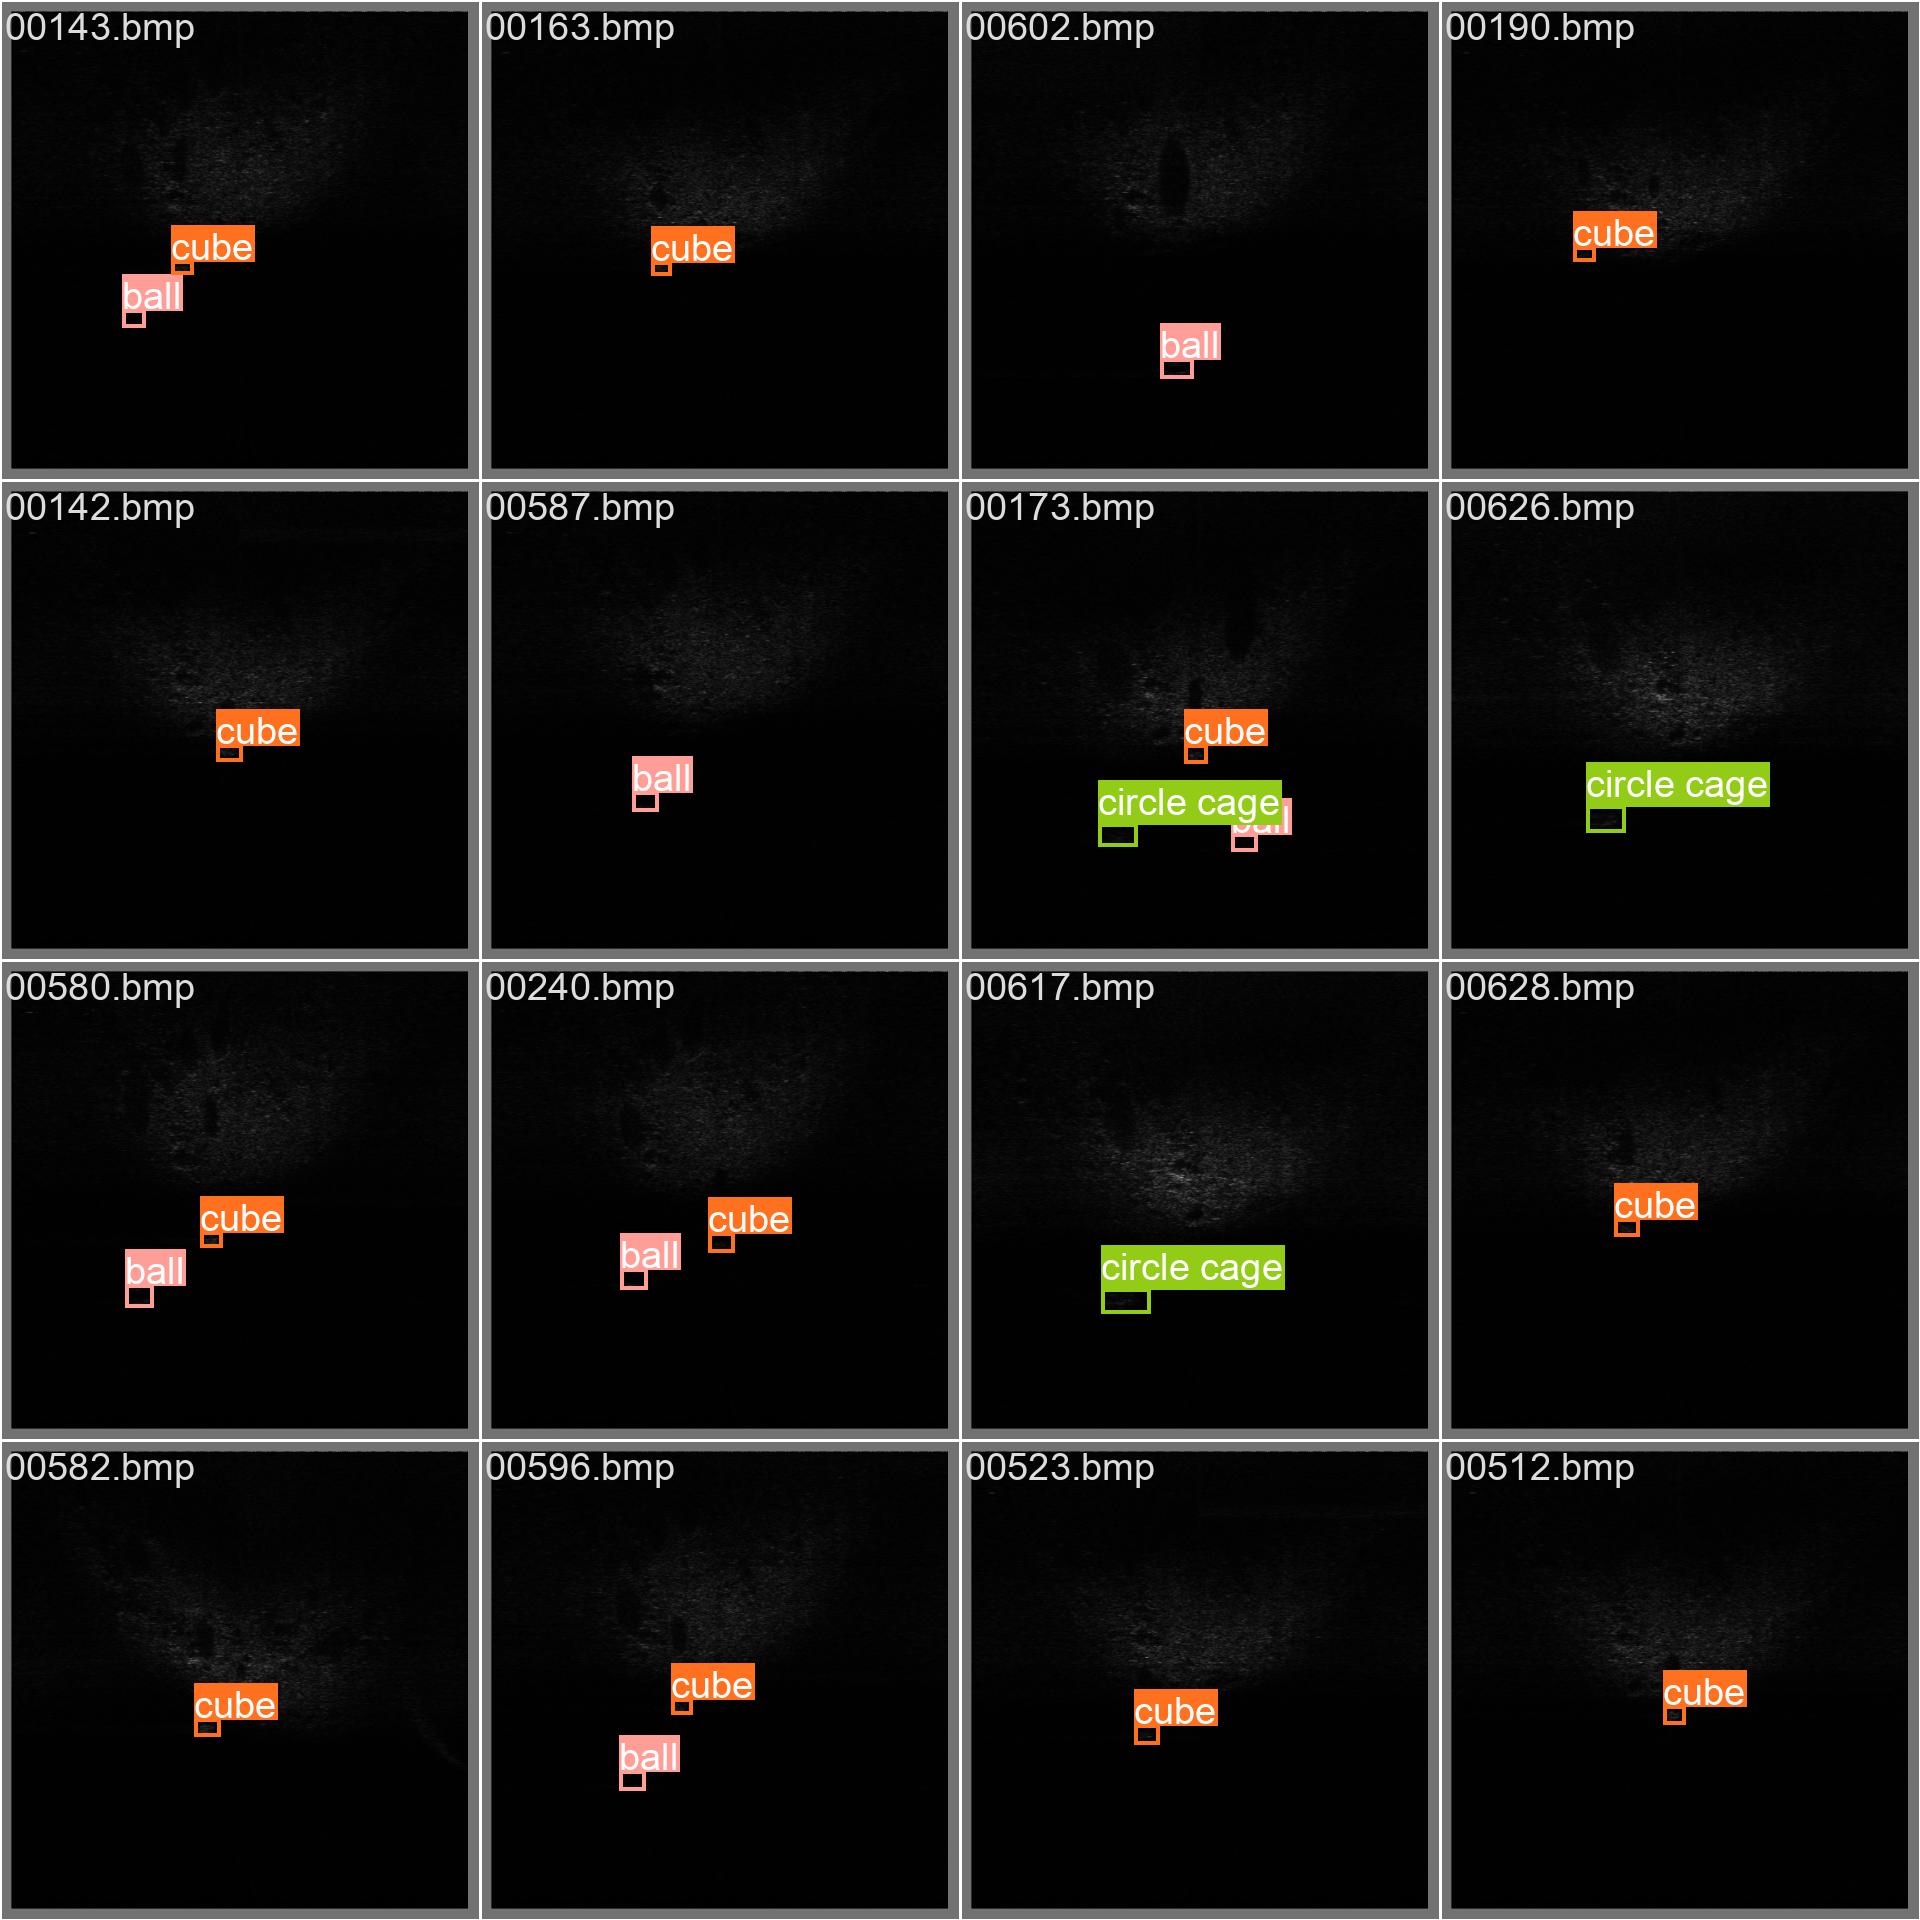 00143.bmp
cube
ball
00163.bmp
cube
00602.bmp
ball
00190.bmp
cube
00142.bmp
cube
00587.bmp
ball
00173.bmp
cube
circle cage
ball
00626.bmp
circle cage
00580.bmp
cube
ball
00240.bmp
cube
ball
00617.bmp
circle cage
00628.bmp
cube
00582.bmp
cube
00596.bmp
cube
ball
00523.bmp
cube
00512.bmp
cube